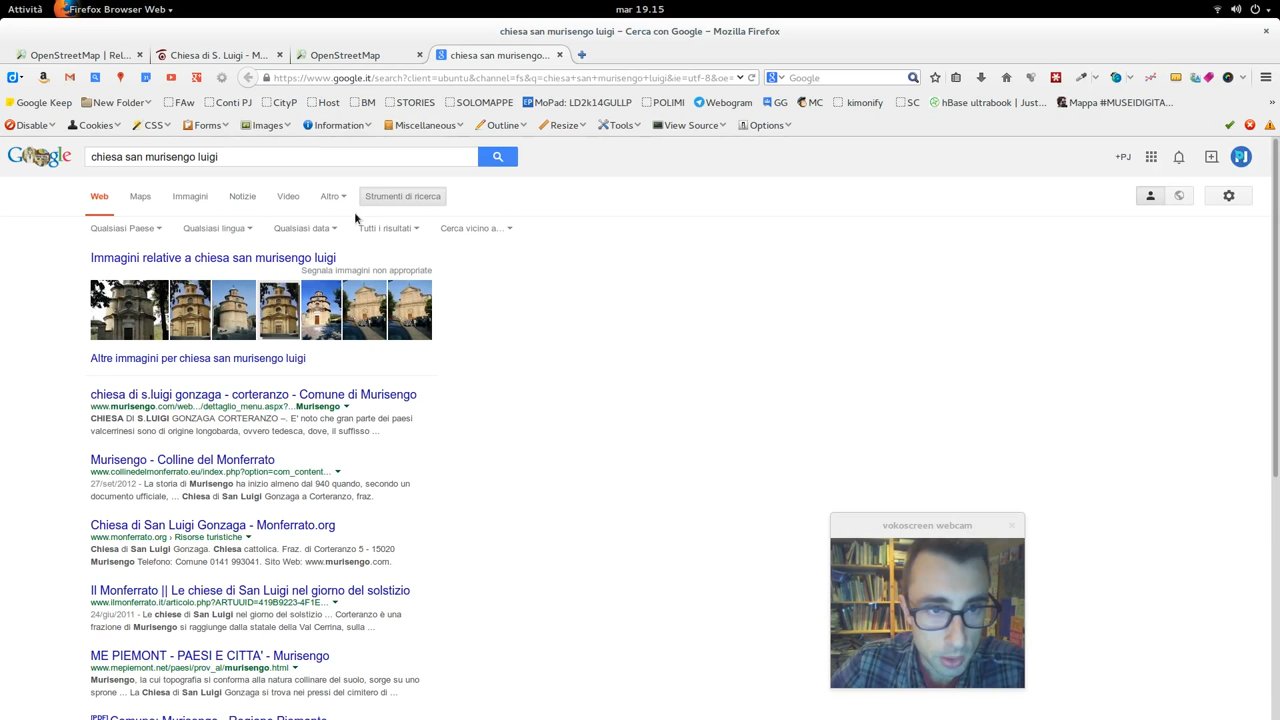 Attività Firefox Browser Web mar 19.15
chiesa san murisengo luigi – Cerca con Google – Mozilla Firefox
OpenStreetMap | Rel... × Chiesa di S. Luigi - M... × OpenStreetMap × chiesa san murisengo... ×
https://www.google.it/search?client=ubuntu&channel=fs&q=chiesa+san+murisengo+luigi&ie=utf-8&oe= Google
Google Keep New Folder FAw Conti PJ CityP Host BM STORIES SOLOMAPPE MoPad: LD2k14GULLP POLIMI Webogram GG MC kimonify SC hBase ultrabook | Just... Mappa #MUSEIDIGITA...
Disable Cookies CSS Forms Images Information Miscellaneous Outline Resize Tools View Source Options
Google chiesa san murisengo luigi +PJ
Web Maps Immagini Notizie Video Altro Strumenti di ricerca
Qualsiasi Paese Qualsiasi lingua Qualsiasi data Tutti i risultati Cerca vicino a...
Immagini relative a chiesa san murisengo luigi
Segnala immagini non appropriate
Altre immagini per chiesa san murisengo luigi
chiesa di s.luigi gonzaga - corteranzo - Comune di Murisengo
www.murisengo.com/web.../dettaglio_menu.aspx?...Murisengo
CHIESA DI S.LUIGI GONZAGA CORTERANZO –. E' noto che gran parte dei paesi
valcerrinesi sono di origine longobarda, ovvero tedesca, dove, il suffisso ...
Murisengo - Colline del Monferrato
www.collinedelmonferrato.eu/index.php?option=com_content...
27/set/2012 - La storia di Murisengo ha inizio almeno dal 940 quando, secondo un
documento ufficiale, ... Chiesa di San Luigi Gonzaga a Corteranzo, fraz.
Chiesa di San Luigi Gonzaga - Monferrato.org
www.monferrato.org › Risorse turistiche
Chiesa di San Luigi Gonzaga. Chiesa cattolica. Fraz. di Corteranzo 5 - 15020
Murisengo Telefono: Comune 0141 993041. Sito Web: www.murisengo.com.
Il Monferrato || Le chiese di San Luigi nel giorno del solstizio
www.ilmonferrato.it/articolo.php?ARTUUID=419B9223-4F1E...
24/giu/2011 - Le chiese di San Luigi nel giorno del solstizio ... Corteranzo è una
frazione di Murisengo si raggiunge dalla statale della Val Cerrina, sulla ...
ME PIEMONT - PAESI E CITTA' - Murisengo
www.mepiemont.net/paesi/prov_al/murisengo.html
Murisengo, la cui topografia si conforma alla natura collinare del suolo, sorge su uno
sprone ... La Chiesa di San Luigi Gonzaga si trova nei pressi del cimitero di ...
[PDF] Comune: Murisengo - Regione Piemonte
vokoscreen webcam ×